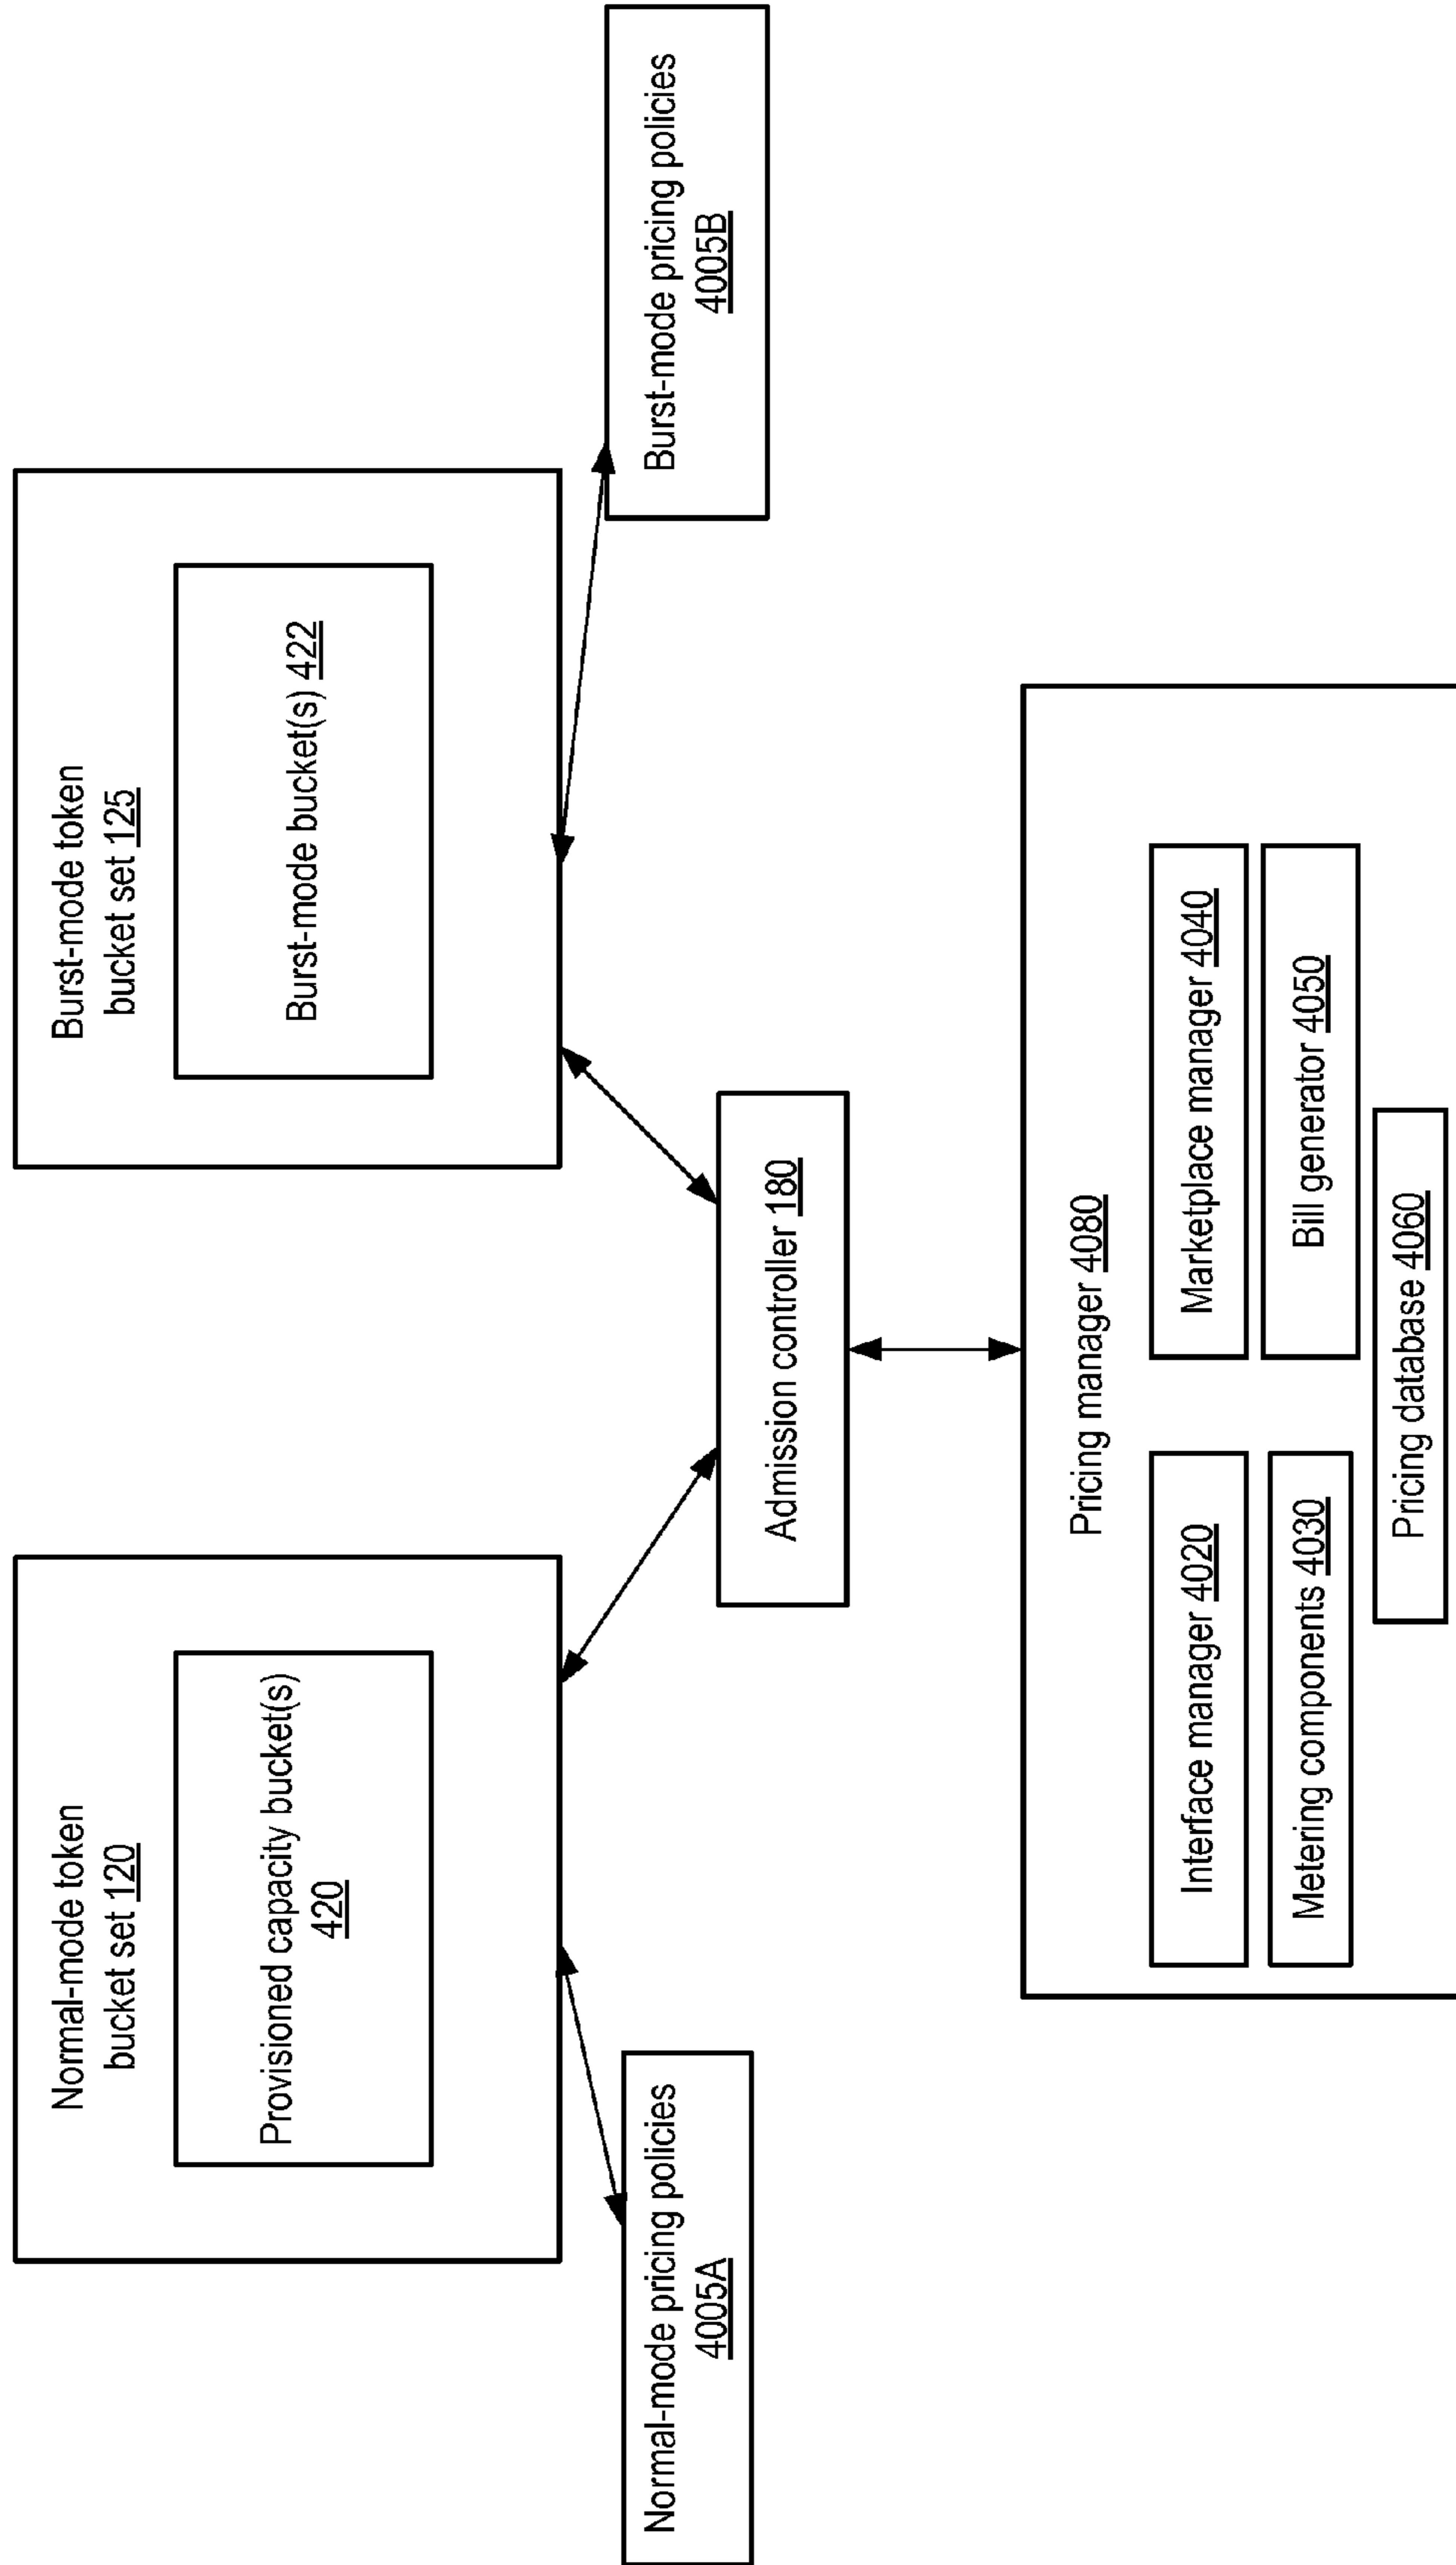 Normal-mode token
bucket set 120
Provisioned capacity bucket(s)
420
Burst-mode token
bucket set 125
Burst-mode bucket(s) 422
Normal-mode pricing policies
4005A
Burst-mode pricing policies
4005B
Admission controller 180
Pricing manager 4080
Interface manager 4020
Marketplace manager 4040
Metering components 4030
Bill generator 4050
Pricing database 4060